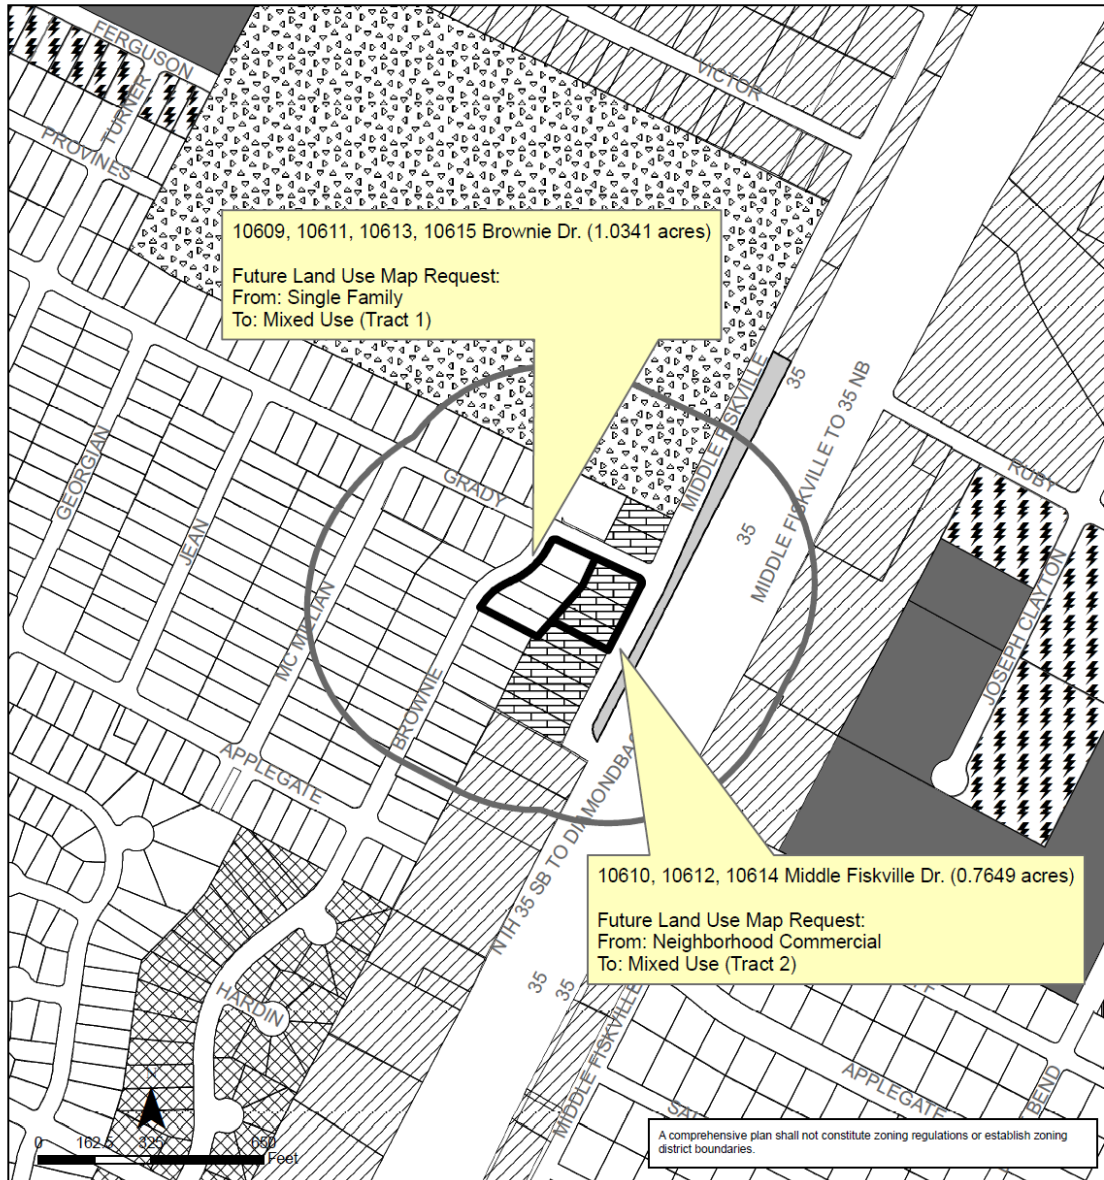 FERGUSON
TURNER
PROVINES
VICTOR
10609, 10611, 10613, 10615 Brownie Dr. (1.0341 acres)
Future Land Use Map Request:
From: Single Family
To: Mixed Use (Tract 1)
MIDDLE FISKVILLE
35
MIDDLE FISKVILLE TO 35 NB
35
GEORGIAN
JEAN
GRADY
RUBY
MC MILLIAN
BROWNIE
JOSEPH CLAYTON
APPLEGATE
N IH 35 SB TO DIAMONDBAC
10610, 10612, 10614 Middle Fiskville Dr. (0.7649 acres)
Future Land Use Map Request:
From: Neighborhood Commercial
To: Mixed Use (Tract 2)
35
35
HARDIN
MIDDLE FISKVILLE
APPLEGATE
BEND
N
0 162.5 325 650
Feet
A comprehensive plan shall not constitute zoning regulations or establish zoning
district boundaries.